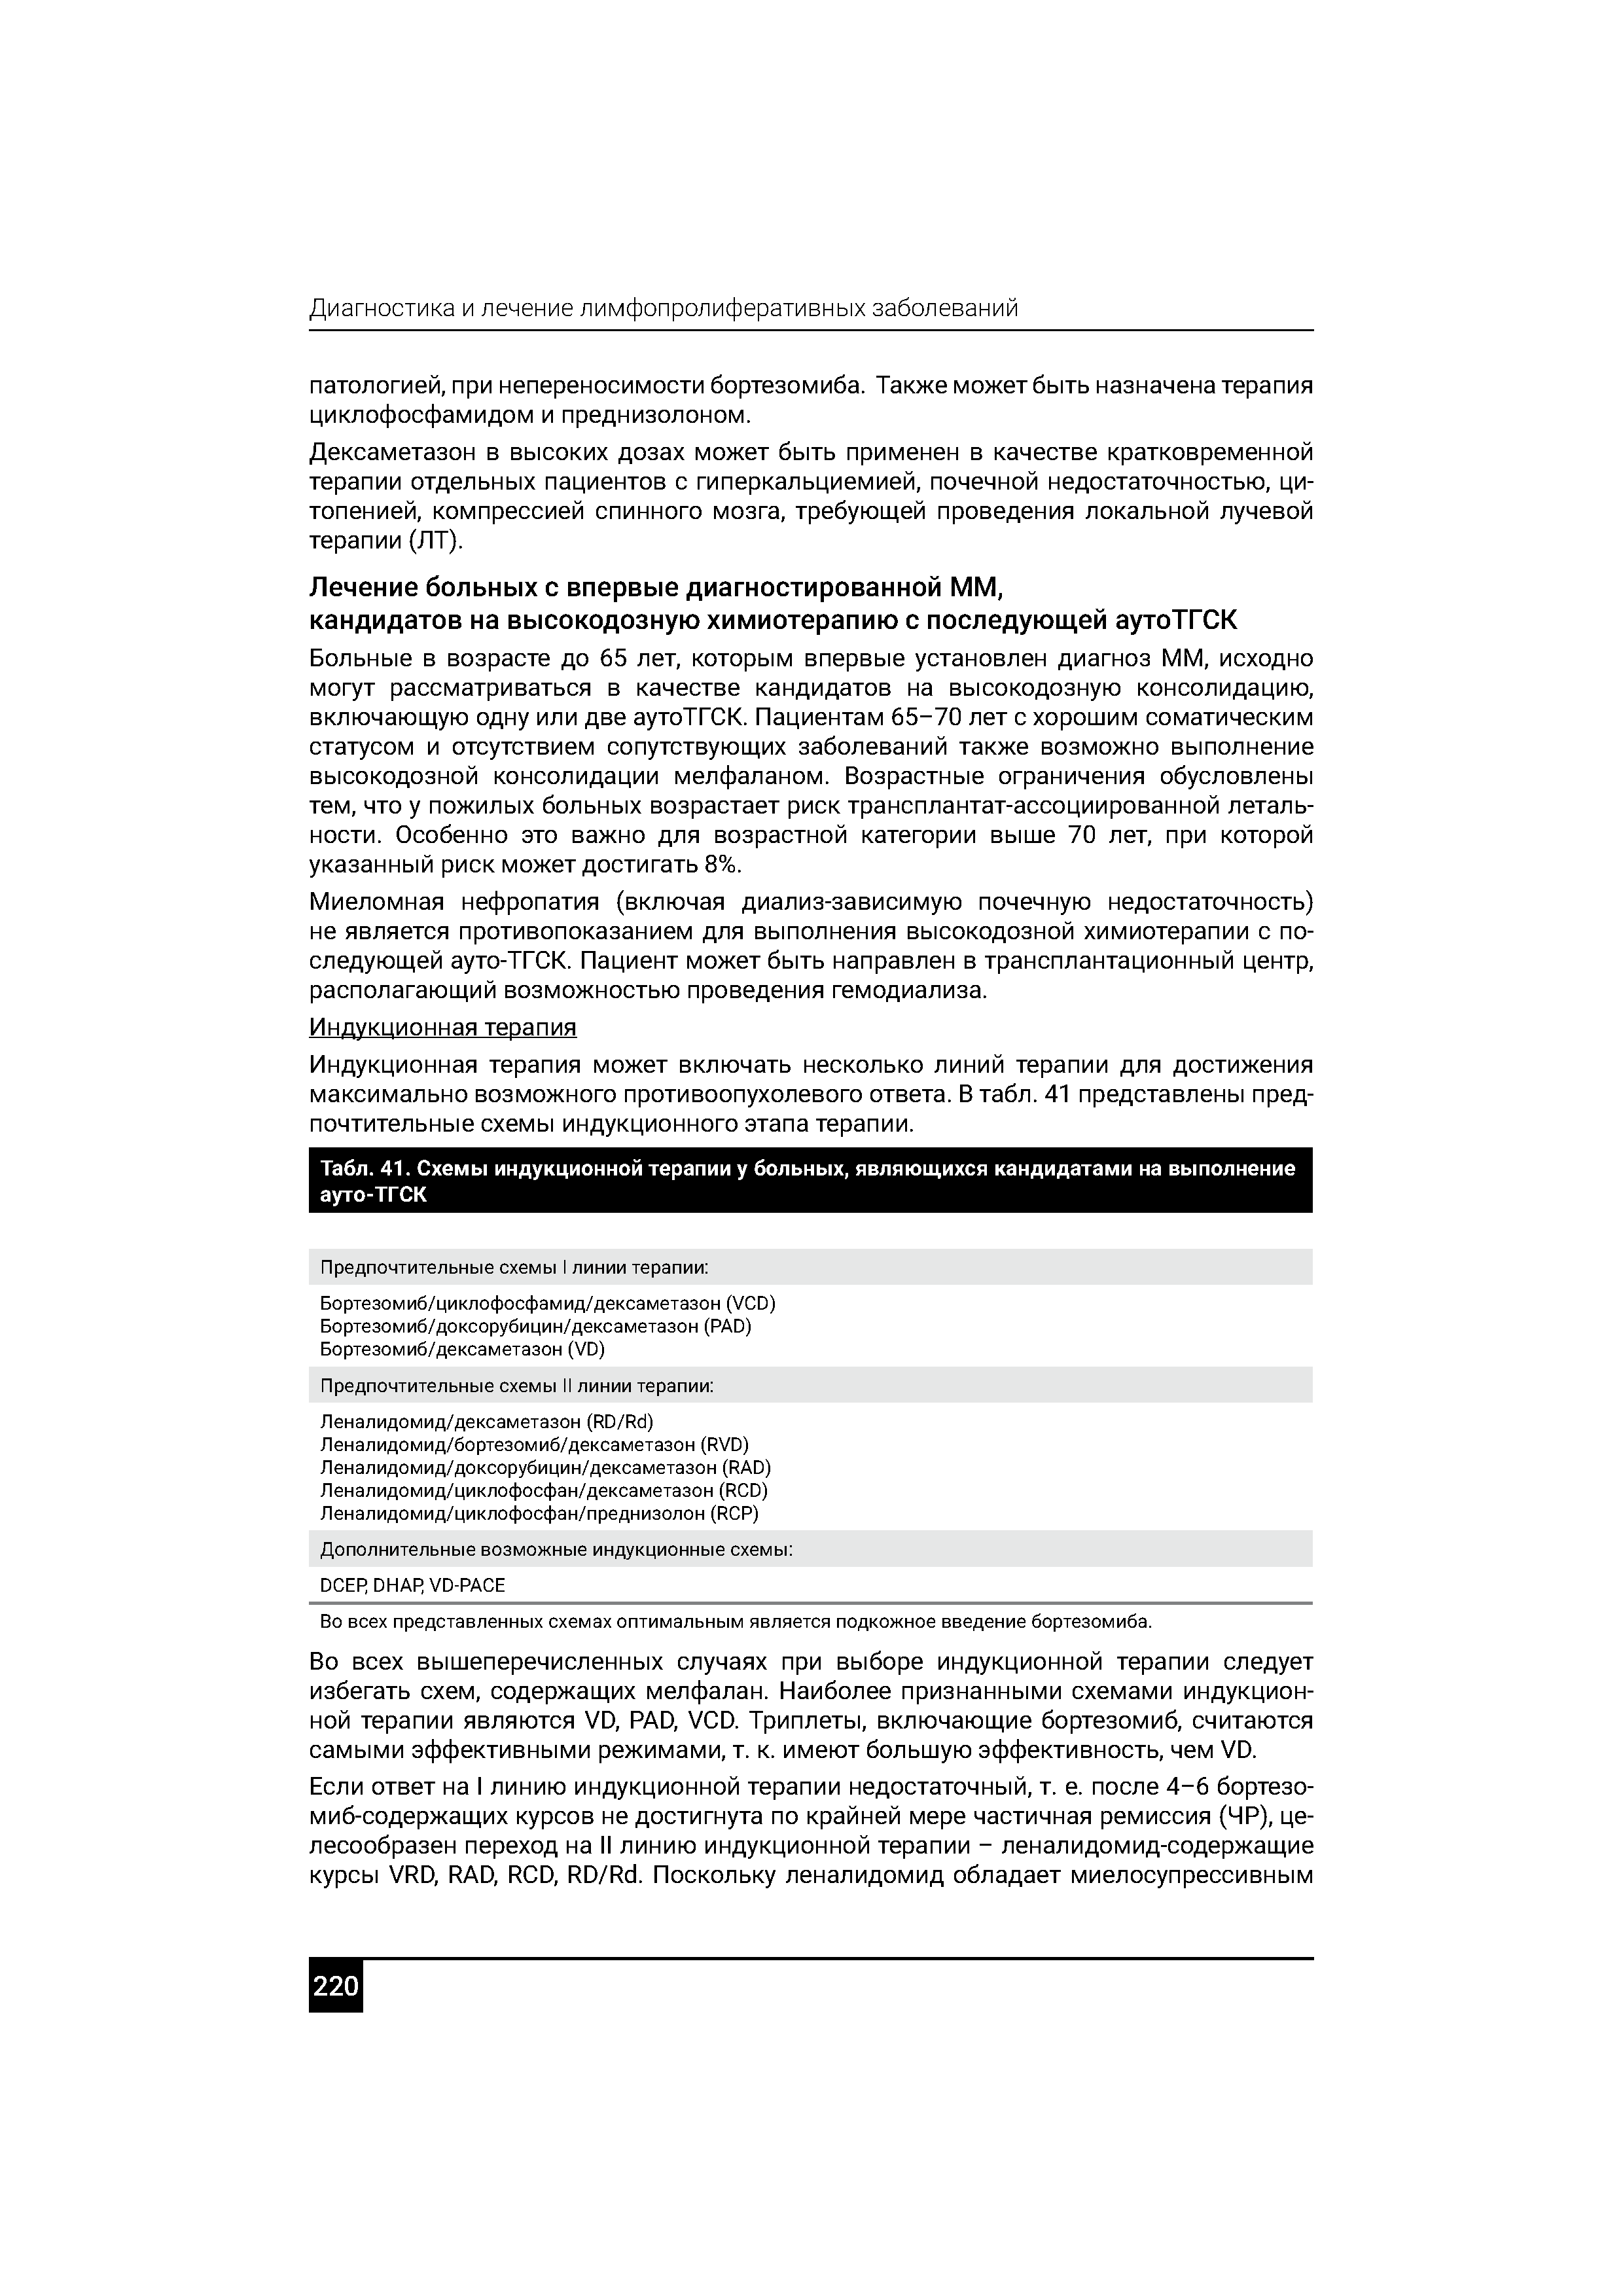 Диагностика и лечение лимфопролиферативных заболеваний
патологией, при непереносимости бортезомиба. Также может быть назначена терапия
циклофосфамидом и преднизолоном.
Дексаметазон в высоких дозах может быть применен в качестве кратковременной
терапии отдельных пациентов с гиперкальциемией, почечной недостаточностью, ци-
топенией, компрессией спинного мозга, требующей проведения локальной лучевой
терапии (ЛТ).
Лечение больных с впервые диагностированной ММ,
кандидатов на высокодозную химиотерапию с последующей аутоТГСК
Больные в возрасте до 65 лет, которым впервые установлен диагноз ММ, исходно
могут рассматриваться в качестве кандидатов на высокодозную консолидацию,
включающую одну или две аутоТГСК. Пациентам 65–70 лет с хорошим соматическим
статусом и отсутствием сопутствующих заболеваний также возможно выполнение
высокодозной консолидации мелфаланом. Возрастные ограничения обусловлены
тем, что у пожилых больных возрастает риск трансплантат-ассоциированной леталь-
ности. Особенно это важно для возрастной категории выше 70 лет, при которой
указанный риск может достигать 8%.
Миеломная нефропатия (включая диализ-зависимую почечную недостаточность)
не является противопоказанием для выполнения высокодозной химиотерапии с по-
следующей ауто-ТГСК. Пациент может быть направлен в трансплантационный центр,
располагающий возможностью проведения гемодиализа.
Индукционная терапия
Индукционная терапия может включать несколько линий терапии для достижения
максимально возможного противоопухолевого ответа. В табл. 41 представлены пред-
почтительные схемы индукционного этапа терапии.
Табл. 41. Схемы индукционной терапии у больных, являющихся кандидатами на выполнение
ауто-ТГСК
Предпочтительные схемы I линии терапии:
Бортезомиб/циклофосфамид/дексаметазон (VCD)
Бортезомиб/доксорубицин/дексаметазон (PAD)
Бортезомиб/дексаметазон (VD)
Предпочтительные схемы II линии терапии:
Леналидомид/дексаметазон (RD/Rd)
Леналидомид/бортезомиб/дексаметазон (RVD)
Леналидомид/доксорубицин/дексаметазон (RAD)
Леналидомид/циклофосфан/дексаметазон (RCD)
Леналидомид/циклофосфан/преднизолон (RCP)
Дополнительные возможные индукционные схемы:
DCEP, DHAP, VD-PACE
Во всех представленных схемах оптимальным является подкожное введение бортезомиба.
Во всех вышеперечисленных случаях при выборе индукционной терапии следует
избегать схем, содержащих мелфалан. Наиболее признанными схемами индукцион-
ной терапии являются VD, PAD, VCD. Триплеты, включающие бортезомиб, считаются
самыми эффективными режимами, т. к. имеют большую эффективность, чем VD.
Если ответ на I линию индукционной терапии недостаточный, т. е. после 4–6 бортезо-
миб-содержащих курсов не достигнута по крайней мере частичная ремиссия (ЧР), це-
лесообразен переход на II линию индукционной терапии – леналидомид-содержащие
курсы VRD, RAD, RCD, RD/Rd. Поскольку леналидомид обладает миелосупрессивным
220